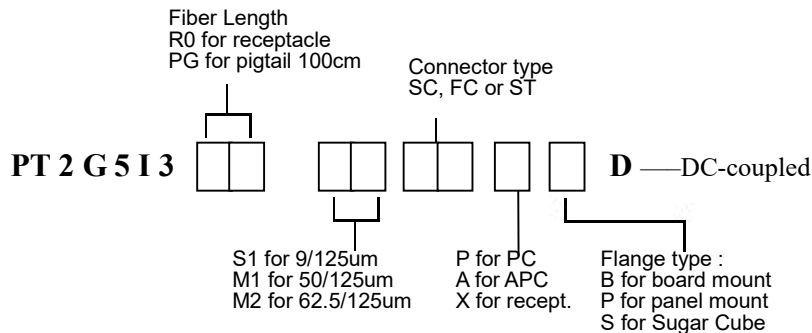 Fiber Length
R0 for receptacle
PG for pigtail 100cm
Connector type
SC, FC or ST
PT 2 G 5 I 3 D DC-coupled
S1 for 9/125um
M1 for 50/125um
M2 for 62.5/125um
P for PC
A for APC
X for recept.
Flange type :
B for board mount
P for panel mount
S for Sugar Cube